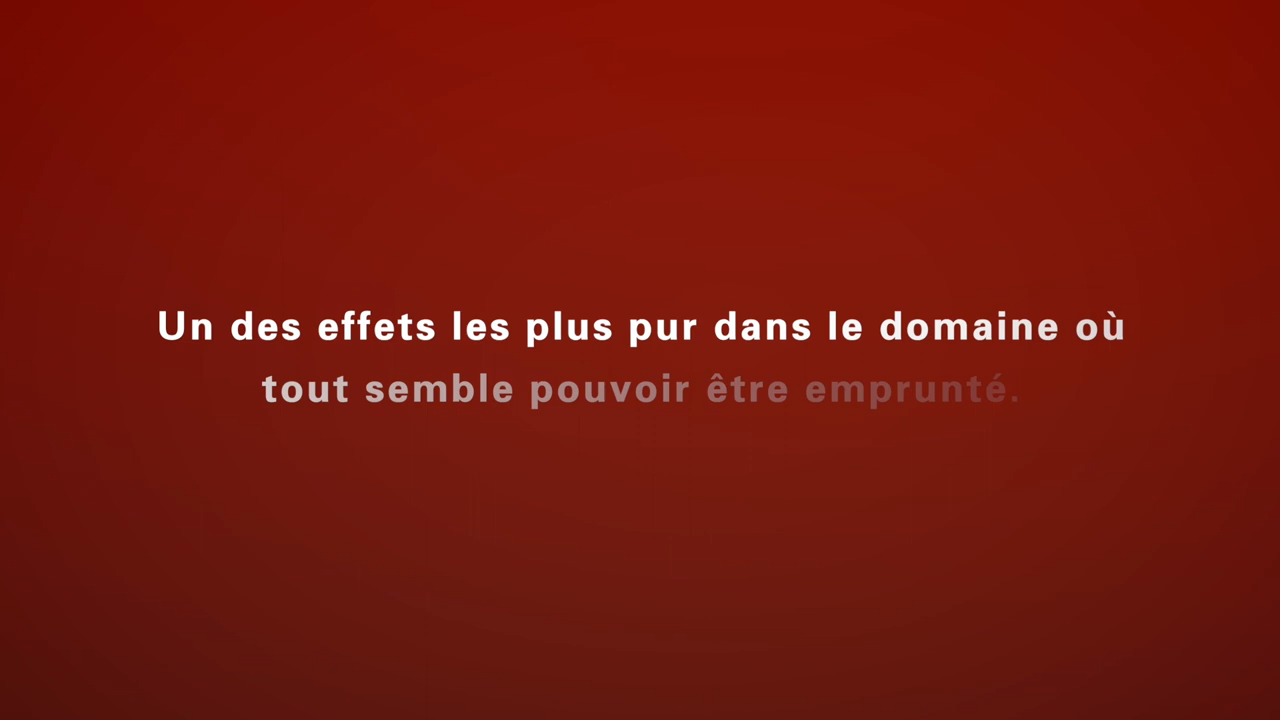 Un des effets les plus pur dans le domaine où
tout semble pouvoir être emprunté.